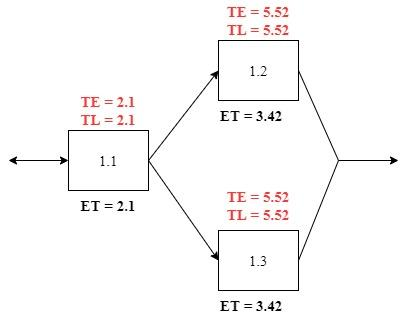 TE = 5.52
TL = 5.52
1.2
ET = 3.42
TE = 2.1
TL = 2.1
1.1
ET = 2.1
TE = 5.52
TL = 5.52
1.3
ET = 3.42